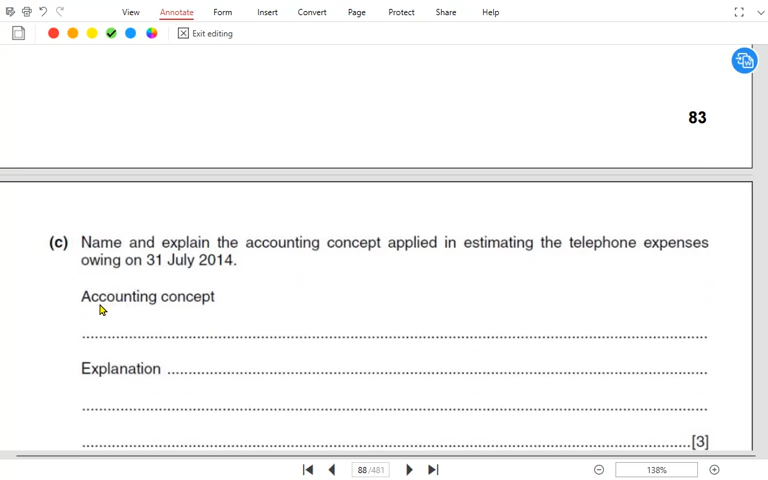 View Annotate Form Insert Convert Page Protect Share Help
Exit editing
W
83
(c) Name and explain the accounting concept applied in estimating the telephone expenses
owing on 31 July 2014.
Accounting concept
..........................................................................................................................
Explanation ..........................................................................................................
..........................................................................................................................
.......................................................................................................................[3]
88/481
138%